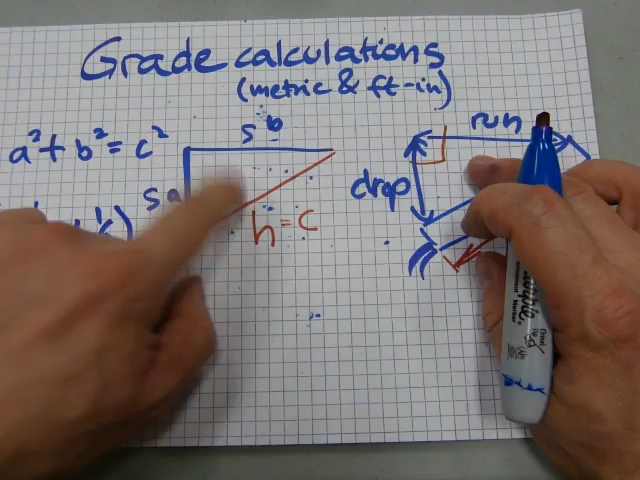 Grade calculations
(metric & ft-in)
a² + b² = c²
s b
run
s a
drop
h = c